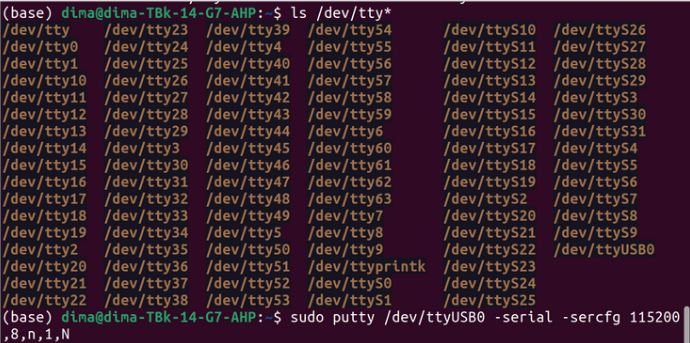 (base) dima@dima-TBk-14-G7-AHP:~$ ls /dev/tty*
/dev/tty /dev/tty23 /dev/tty39 /dev/tty54 /dev/ttyS10 /dev/ttyS26
/dev/tty0 /dev/tty24 /dev/tty4 /dev/tty55 /dev/ttyS11 /dev/ttyS27
/dev/tty1 /dev/tty25 /dev/tty40 /dev/tty56 /dev/ttyS12 /dev/ttyS28
/dev/tty10 /dev/tty26 /dev/tty41 /dev/tty57 /dev/ttyS13 /dev/ttyS29
/dev/tty11 /dev/tty27 /dev/tty42 /dev/tty58 /dev/ttyS14 /dev/ttyS3
/dev/tty12 /dev/tty28 /dev/tty43 /dev/tty59 /dev/ttyS15 /dev/ttyS30
/dev/tty13 /dev/tty29 /dev/tty44 /dev/tty6 /dev/ttyS16 /dev/ttyS31
/dev/tty14 /dev/tty3 /dev/tty45 /dev/tty60 /dev/ttyS17 /dev/ttyS4
/dev/tty15 /dev/tty30 /dev/tty46 /dev/tty61 /dev/ttyS18 /dev/ttyS5
/dev/tty16 /dev/tty31 /dev/tty47 /dev/tty62 /dev/ttyS19 /dev/ttyS6
/dev/tty17 /dev/tty32 /dev/tty48 /dev/tty63 /dev/ttyS2 /dev/ttyS7
/dev/tty18 /dev/tty33 /dev/tty49 /dev/tty7 /dev/ttyS20 /dev/ttyS8
/dev/tty19 /dev/tty34 /dev/tty5 /dev/tty8 /dev/ttyS21 /dev/ttyS9
/dev/tty2 /dev/tty35 /dev/tty50 /dev/tty9 /dev/ttyS22 /dev/ttyUSB0
/dev/tty20 /dev/tty36 /dev/tty51 /dev/ttyprintk /dev/ttyS23
/dev/tty21 /dev/tty37 /dev/tty52 /dev/ttyS0 /dev/ttyS24
/dev/tty22 /dev/tty38 /dev/tty53 /dev/ttyS1 /dev/ttyS25
(base) dima@dima-TBk-14-G7-AHP:~$ sudo putty /dev/ttyUSB0 -serial -sercfg 115200
,8,n,1,N